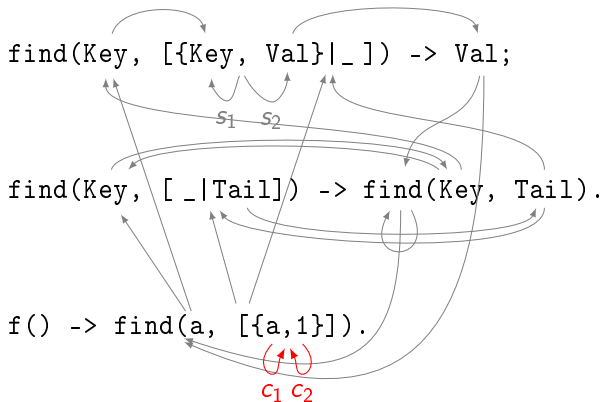 find(Key, [{Key, Val}|_]) -> Val;
s1 s2
find(Key, [_|Tail]) -> find(Key, Tail).
f() -> find(a, [{a,1}]).
c1 c2